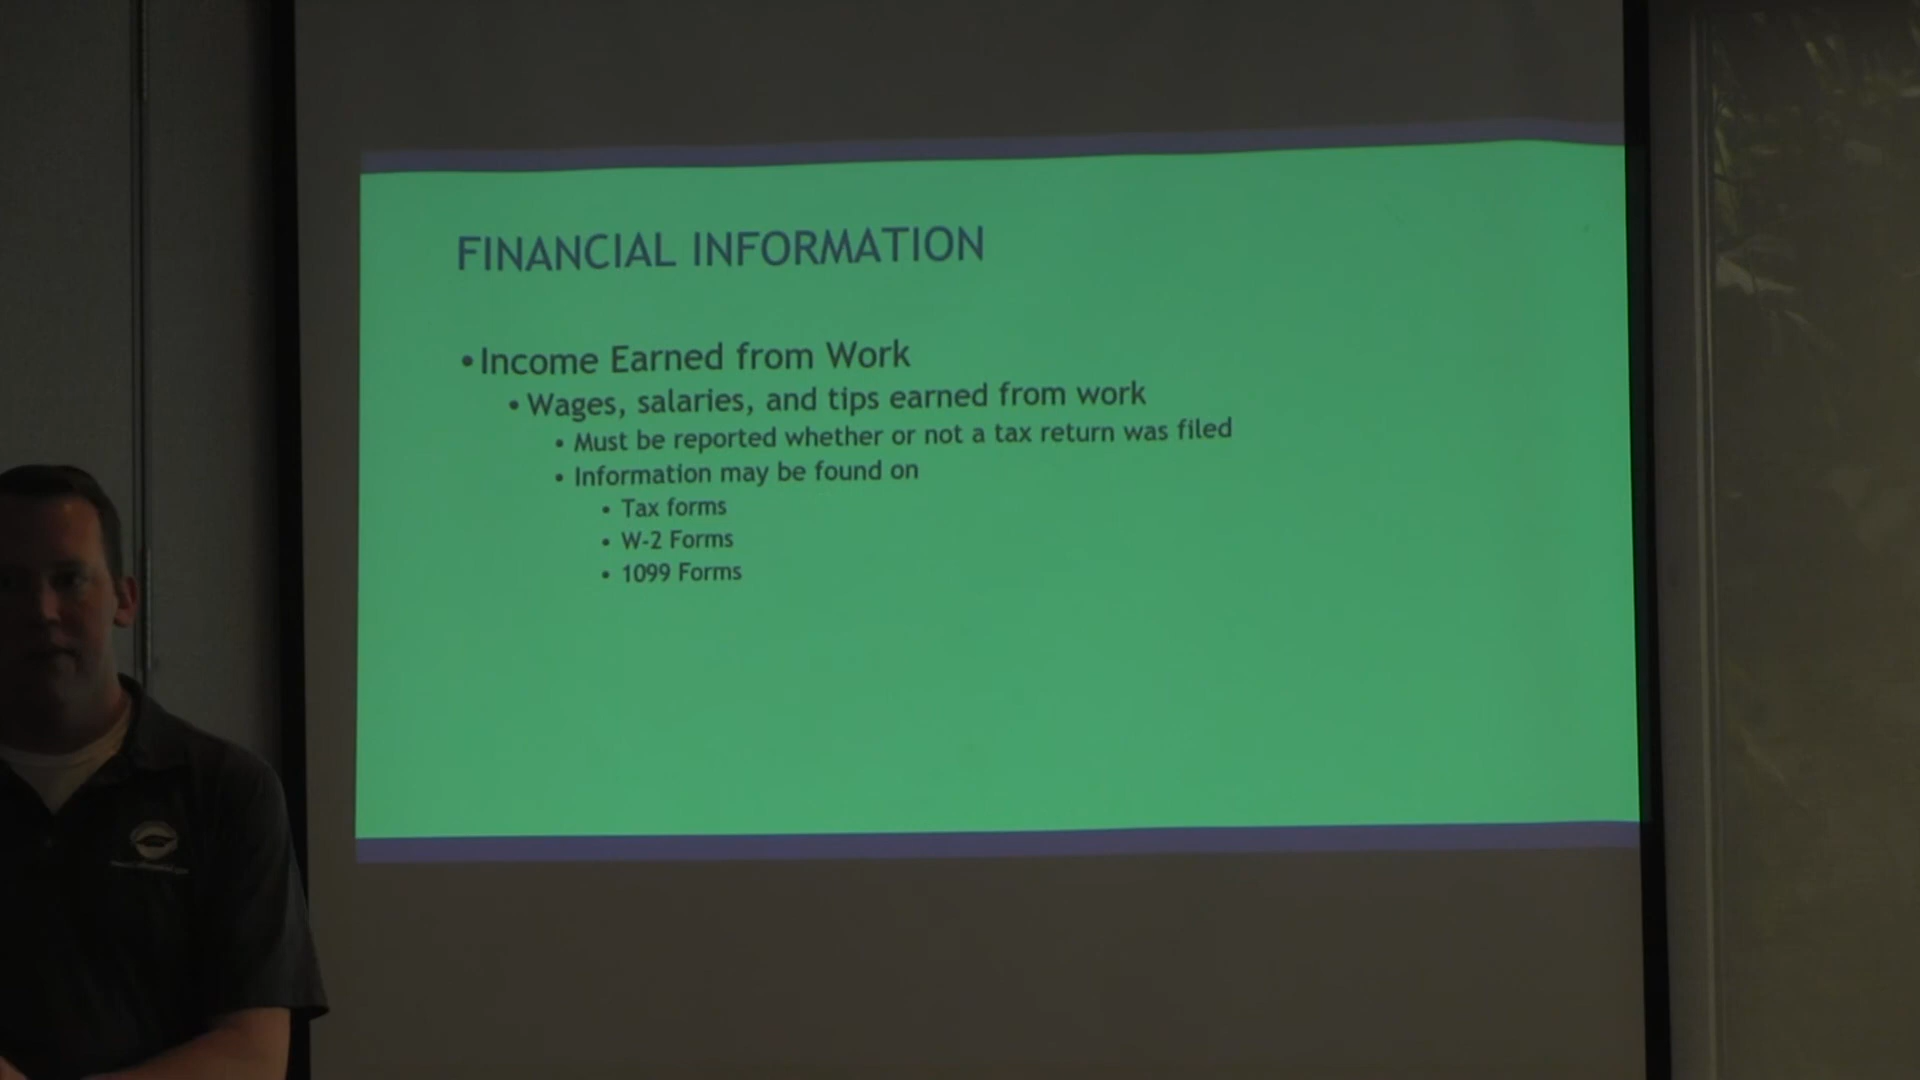 FINANCIAL INFORMATION
• Income Earned from Work
• Wages, salaries, and tips earned from work
• Must be reported whether or not a tax return was filed
• Information may be found on
• Tax forms
• W-2 Forms
• 1099 Forms